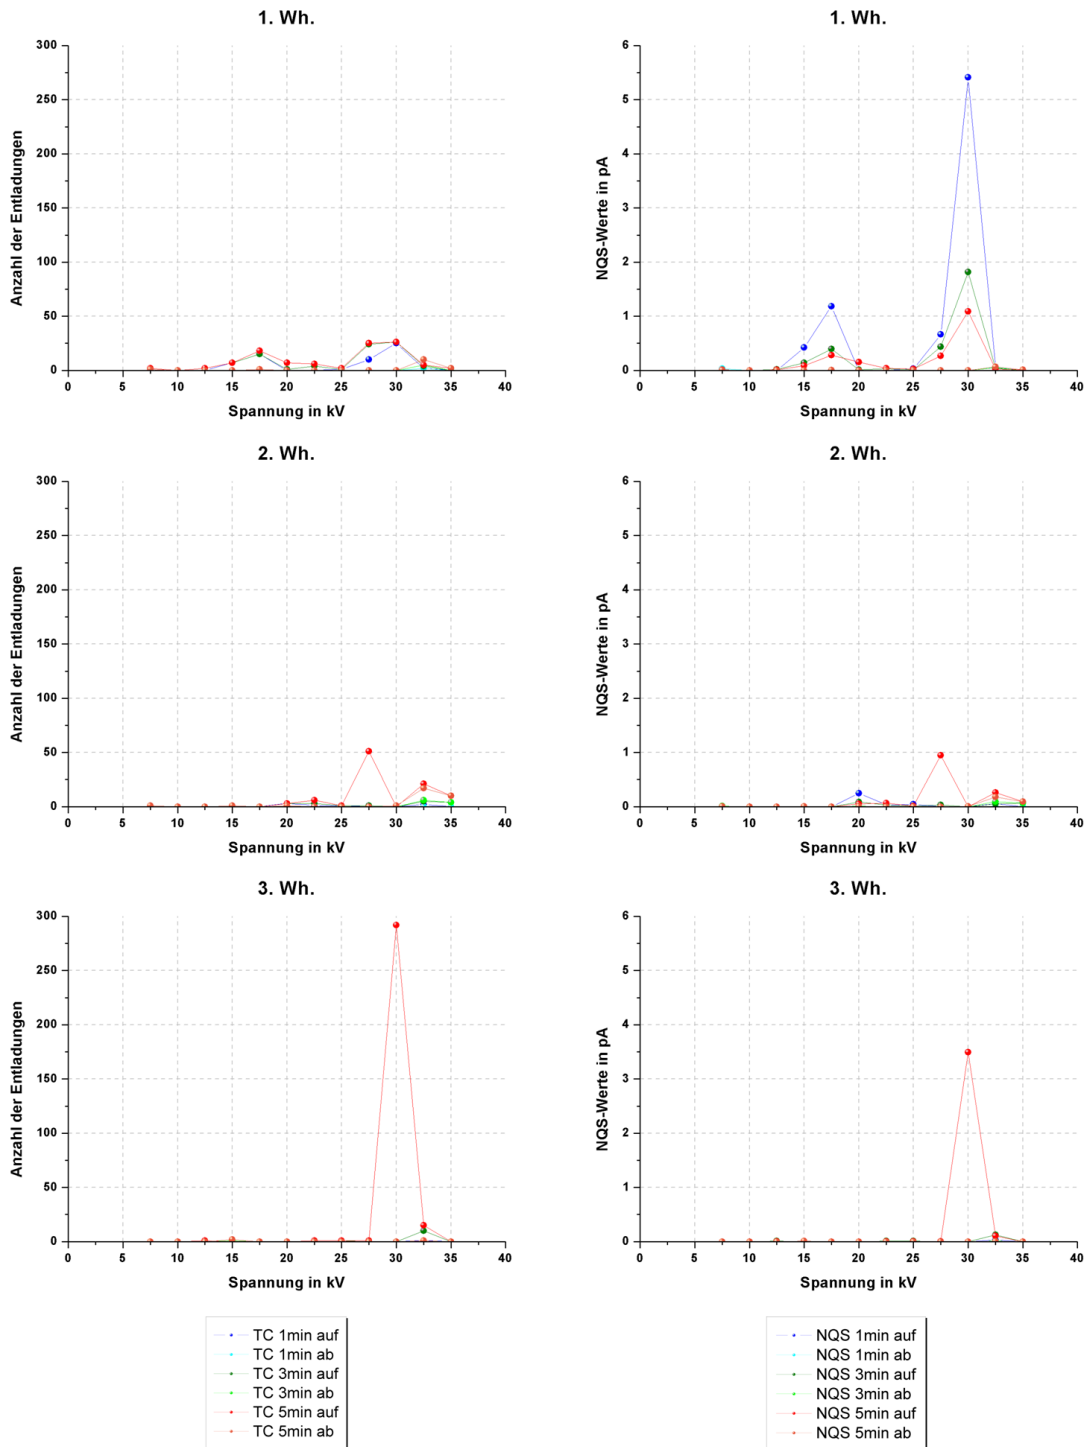 1. Wh.
300
250
200
150
100
50
0
Anzahl der Entladungen
0 5 10 15 20 25 30 35 40
Spannung in kV
1. Wh.
6
5
4
3
2
1
0
NQS-Werte in pA
0 5 10 15 20 25 30 35 40
Spannung in kV
2. Wh.
300
250
200
150
100
50
0
Anzahl der Entladungen
0 5 10 15 20 25 30 35 40
Spannung in kV
2. Wh.
6
5
4
3
2
1
0
NQS-Werte in pA
0 5 10 15 20 25 30 35 40
Spannung in kV
3. Wh.
300
250
200
150
100
50
0
Anzahl der Entladungen
0 5 10 15 20 25 30 35 40
Spannung in kV
3. Wh.
6
5
4
3
2
1
0
NQS-Werte in pA
0 5 10 15 20 25 30 35 40
Spannung in kV
TC 1min auf
TC 1min ab
TC 3min auf
TC 3min ab
TC 5min auf
TC 5min ab
NQS 1min auf
NQS 1min ab
NQS 3min auf
NQS 3min ab
NQS 5min auf
NQS 5min ab